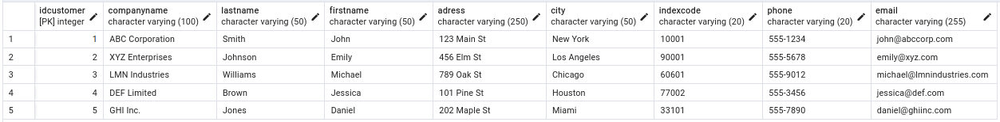 idcustomer companyname lastname firstname adress city indexcode phone email
[PK] integer character varying (100) character varying (50) character varying (50) character varying (250) character varying (50) character varying (20) character varying (20) character varying (255)
1 1 ABC Corporation Smith John 123 Main St New York 10001 555-1234 john@abccorp.com
2 2 XYZ Enterprises Johnson Emily 456 Elm St Los Angeles 90001 555-5678 emily@xyz.com
3 3 LMN Industries Williams Michael 789 Oak St Chicago 60601 555-9012 michael@lmnindustries.com
4 4 DEF Limited Brown Jessica 101 Pine St Houston 77002 555-3456 jessica@def.com
5 5 GHI Inc. Jones Daniel 202 Maple St Miami 33101 555-7890 daniel@ghiinc.com